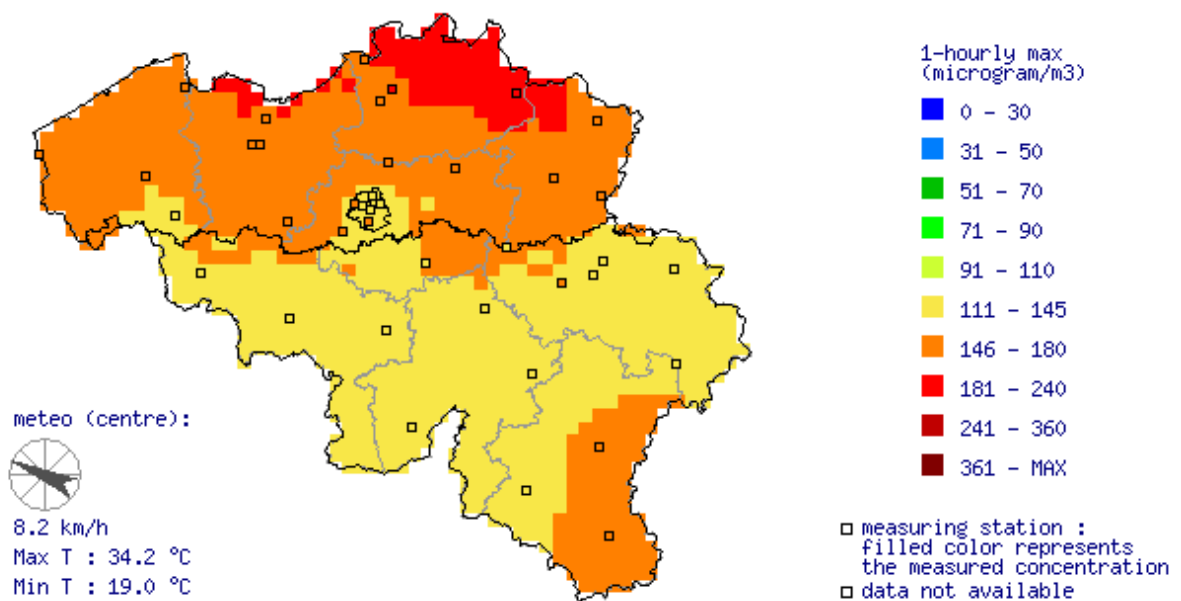 1-hourly max
(microgram/m3)
0 - 30
31 - 50
51 - 70
71 - 90
91 - 110
111 - 145
146 - 180
181 - 240
241 - 360
361 - MAX
meteo (centre):
8.2 km/h
Max T : 34.2 °C
Min T : 19.0 °C
measuring station :
filled color represents
the measured concentration
data not available